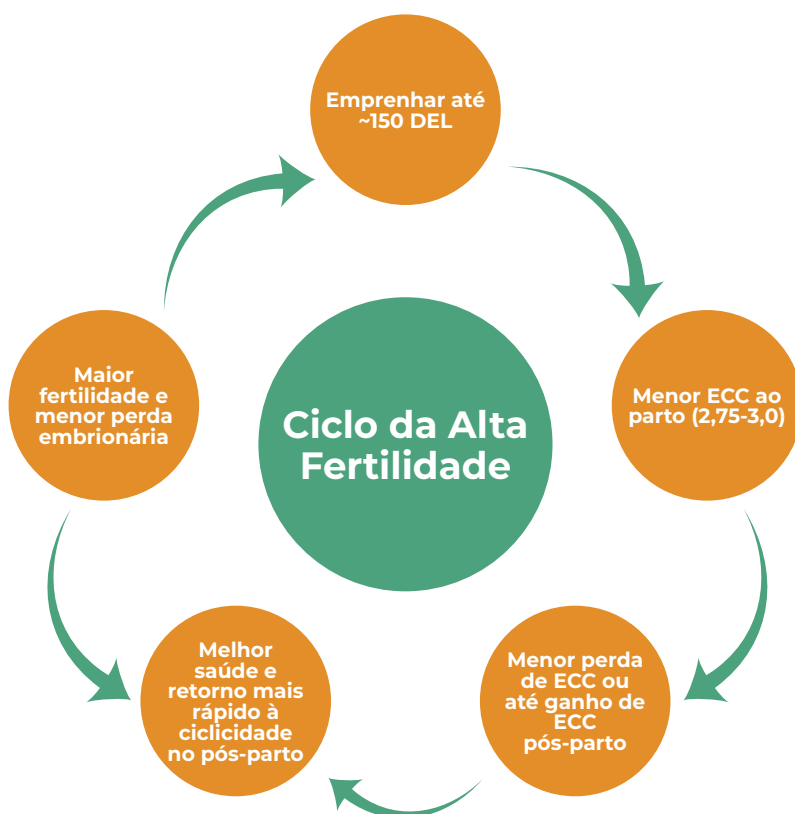 Emprenhar até
~150 DEL
Menor ECC ao
parto (2,75-3,0)
Menor perda
de ECC ou
até ganho de
ECC
pós-parto
Melhor
saúde e
retorno mais
rápido à
ciclicidade
no pós-parto
Maior
fertilidade e
menor perda
embrionária
Ciclo da Alta
Fertilidade